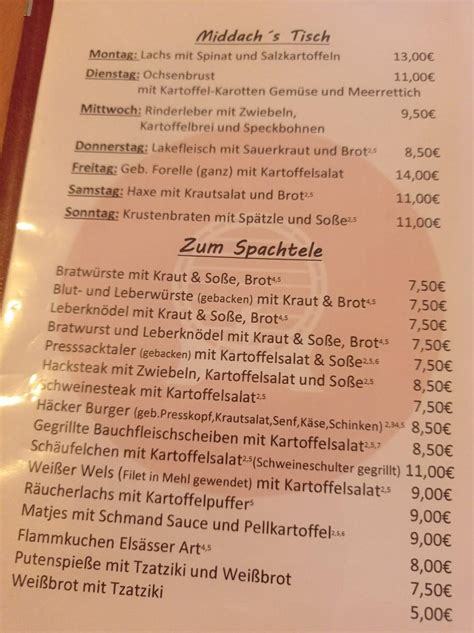 Middach´s Tisch
Montag: Lachs mit Spinat und Salzkartoffeln 13,00€
Dienstag: Ochsenbrust 11,00€
mit Kartoffel-Karotten Gemüse und Meerrettich
Mittwoch: Rinderleber mit Zwiebeln, 9,50€
Kartoffelbrei und Speckbohnen
Donnerstag: Lakefleisch mit Sauerkraut und Brot2,5 8,50€
Freitag: Geb. Forelle (ganz) mit Kartoffelsalat 14,00€
Samstag: Haxe mit Krautsalat und Brot2,5 11,00€
Sonntag: Krustenbraten mit Spätzle und Soße2,5 11,00€
Zum Spachtele
Bratwürste mit Kraut & Soße, Brot4,5 7,50€
Blut- und Leberwürste (gebacken) mit Kraut & Brot4,5 7,50€
Leberknödel mit Kraut & Soße, Brot4,5 7,50€
Bratwurst und Leberknödel mit Kraut & Soße, Brot4,5 7,50€
Presssacktaler (gebacken) mit Kartoffelsalat & Soße2,5,6 7,50€
Hacksteak mit Zwiebeln, Kartoffelsalat und Soße2,5 8,50€
Schweinesteak mit Kartoffelsalat2,5 8,50€
Häcker Burger (geb.Presskopf,Krautsalat,Senf,Käse,Schinken) 2,34,5 8,50€
Gegrillte Bauchfleischscheiben mit Kartoffelsalat2,5,7 8,50€
Schäufelchen mit Kartoffelsalat2,5(Schweineschulter gegrillt) 11,00€
Weißer Wels (Filet in Mehl gewendet) mit Kartoffelsalat2,5 9,00€
Räucherlachs mit Kartoffelpuffer5 9,00€
Matjes mit Schmand Sauce und Pellkartoffel2,5,6 9,00€
Flammkuchen Elsässer Art4,5 8,00€
Putenspieße mit Tzatziki und Weißbrot 7,50€
Weißbrot mit Tzatziki 5,00€